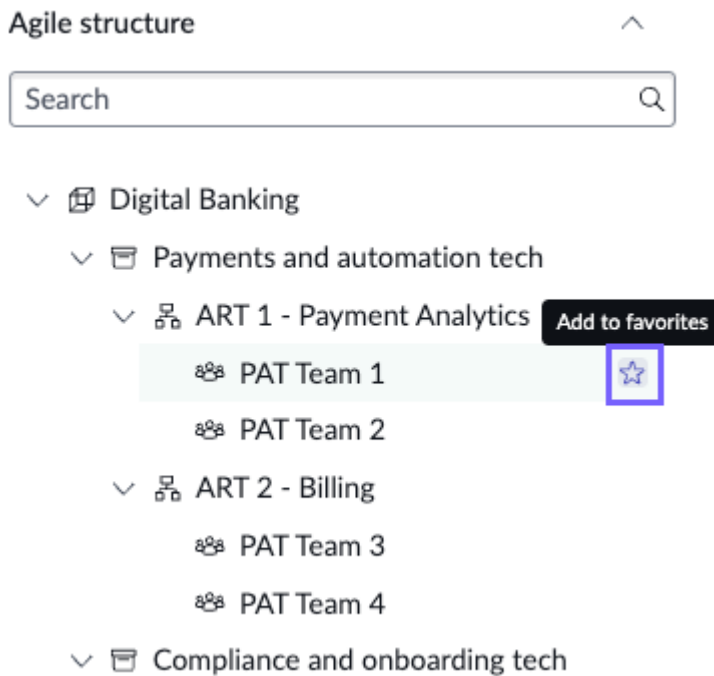 Agile structure
Search
Digital Banking
Payments and automation tech
ART 1 - Payment Analytics
Add to favorites
PAT Team 1
PAT Team 2
ART 2 - Billing
PAT Team 3
PAT Team 4
Compliance and onboarding tech